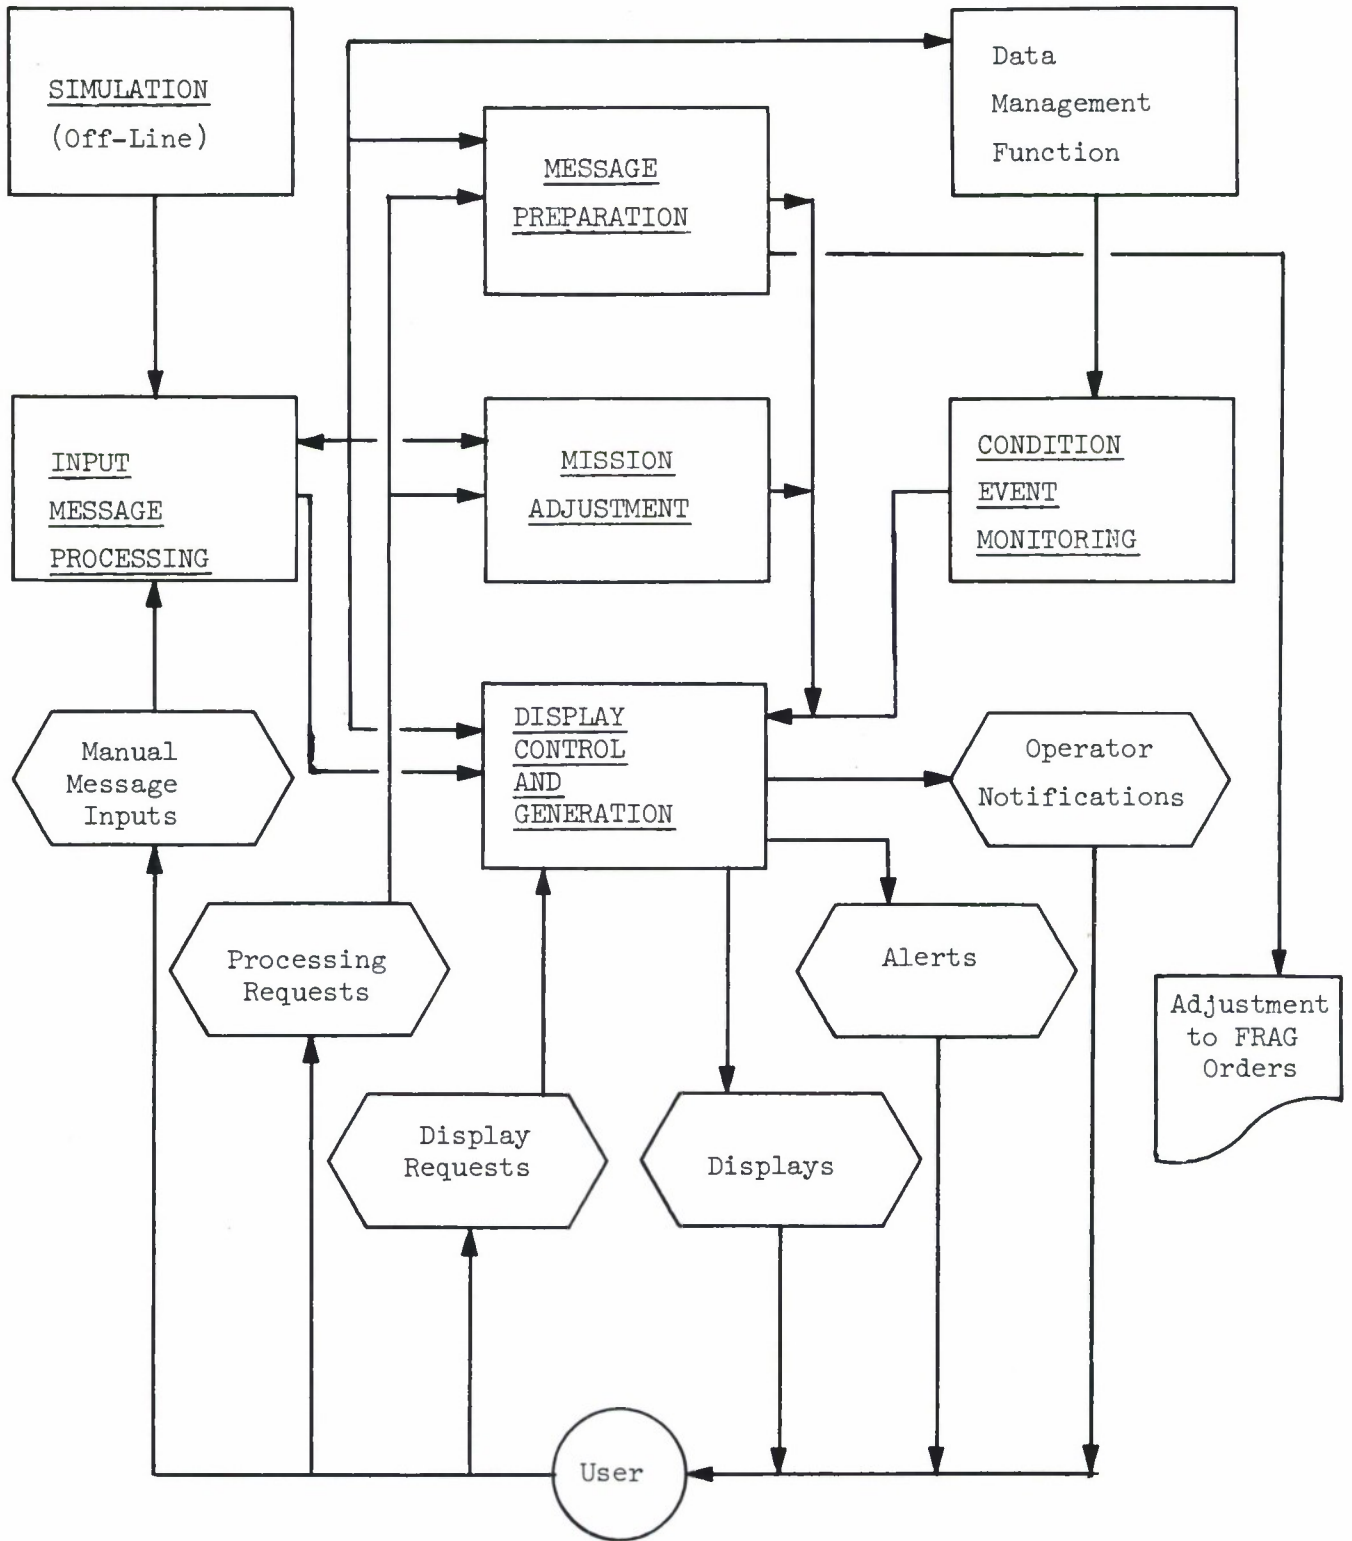 SIMULATION
(Off-Line)
Data
Management
Function
MESSAGE
PREPARATION
INPUT
MESSAGE
PROCESSING
MISSION
ADJUSTMENT
CONDITION
EVENT
MONITORING
Manual
Message
Inputs
DISPLAY
CONTROL
AND
GENERATION
Operator
Notifications
Processing
Requests
Alerts
Adjustment
to FRAG
Orders
Display
Requests
Displays
User